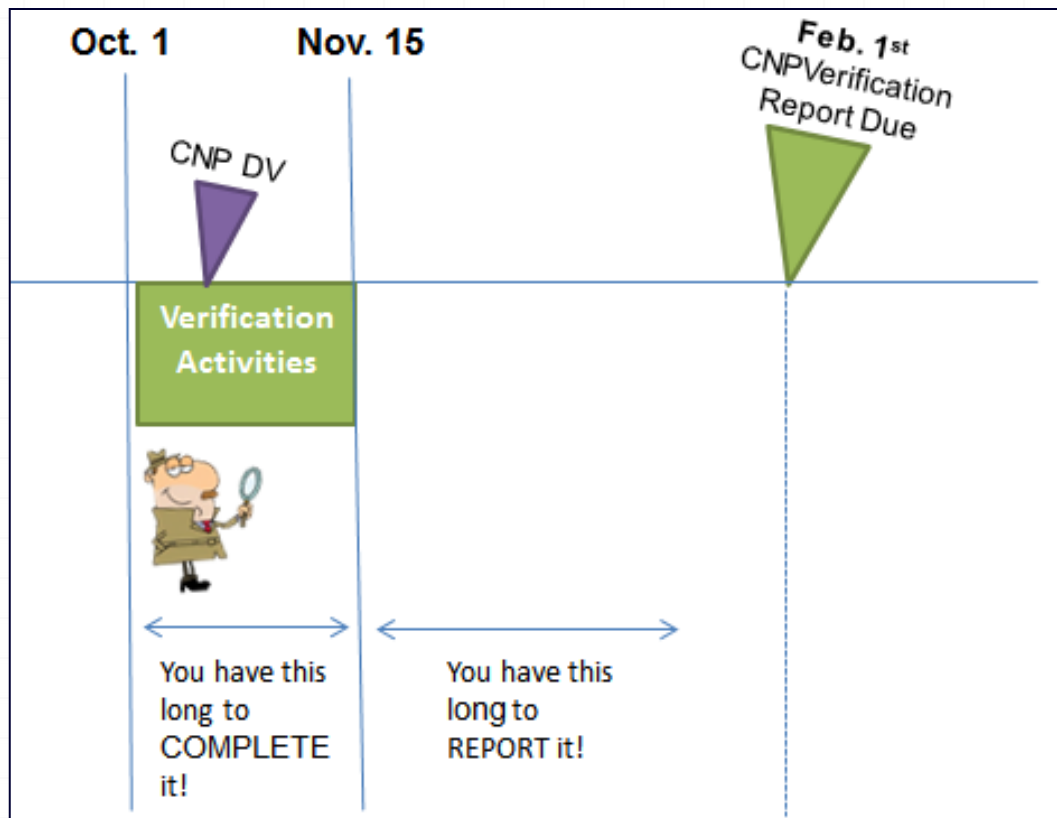 Oct. 1
Nov. 15
Feb. 1st
CNPVerification
Report Due
CNP DV
Verification
Activities
You have this
long to
COMPLETE
it!
You have this
long to
REPORT it!